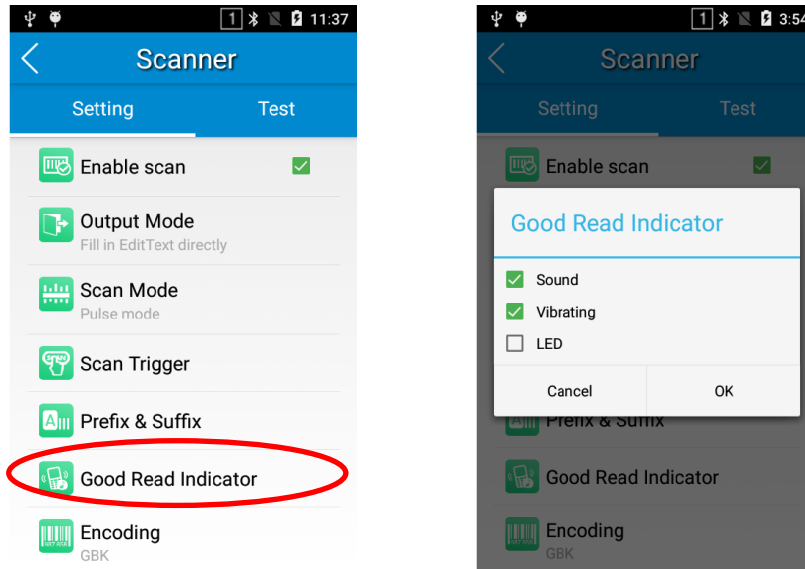 1 11:37
Scanner
Setting Test
Enable scan
Output Mode
Fill in EditText directly
Scan Mode
Pulse mode
Scan Trigger
Prefix & Suffix
Good Read Indicator
Encoding
GBK
1 3:54
Scanner
Setting Test
Enable scan
Good Read Indicator
Sound
Vibrating
LED
Cancel OK
Prefix & Suffix
Good Read Indicator
Encoding
GBK